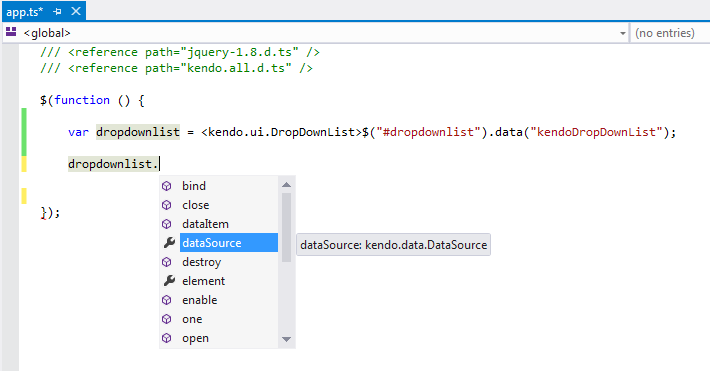 app.ts*
<global> (no entries)
/// <reference path="jquery-1.8.d.ts" />
/// <reference path="kendo.all.d.ts" />
$(function () {
var dropdownlist = <kendo.ui.DropDownList>$("#dropdownlist").data("kendoDropDownList");
dropdownlist.
bind
close
dataItem
dataSource dataSource: kendo.data.DataSource
destroy
element
enable
one
open
});